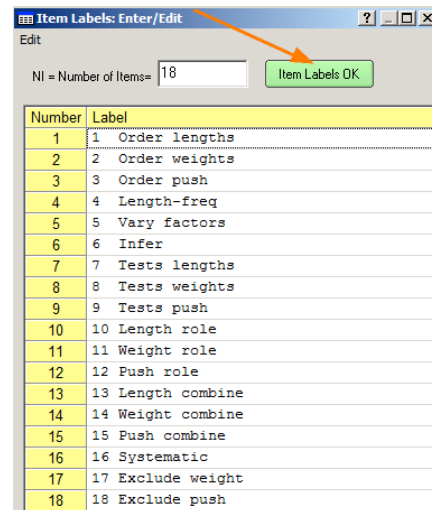 Item Labels: Enter/Edit
Edit
NI = Number of Items= 18 Item Labels OK
Number Label
1 1 Order lengths
2 2 Order weights
3 3 Order push
4 4 Length-freq
5 5 Vary factors
6 6 Infer
7 7 Tests lengths
8 8 Tests weights
9 9 Tests push
10 10 Length role
11 11 Weight role
12 12 Push role
13 13 Length combine
14 14 Weight combine
15 15 Push combine
16 16 Systematic
17 17 Exclude weight
18 18 Exclude push